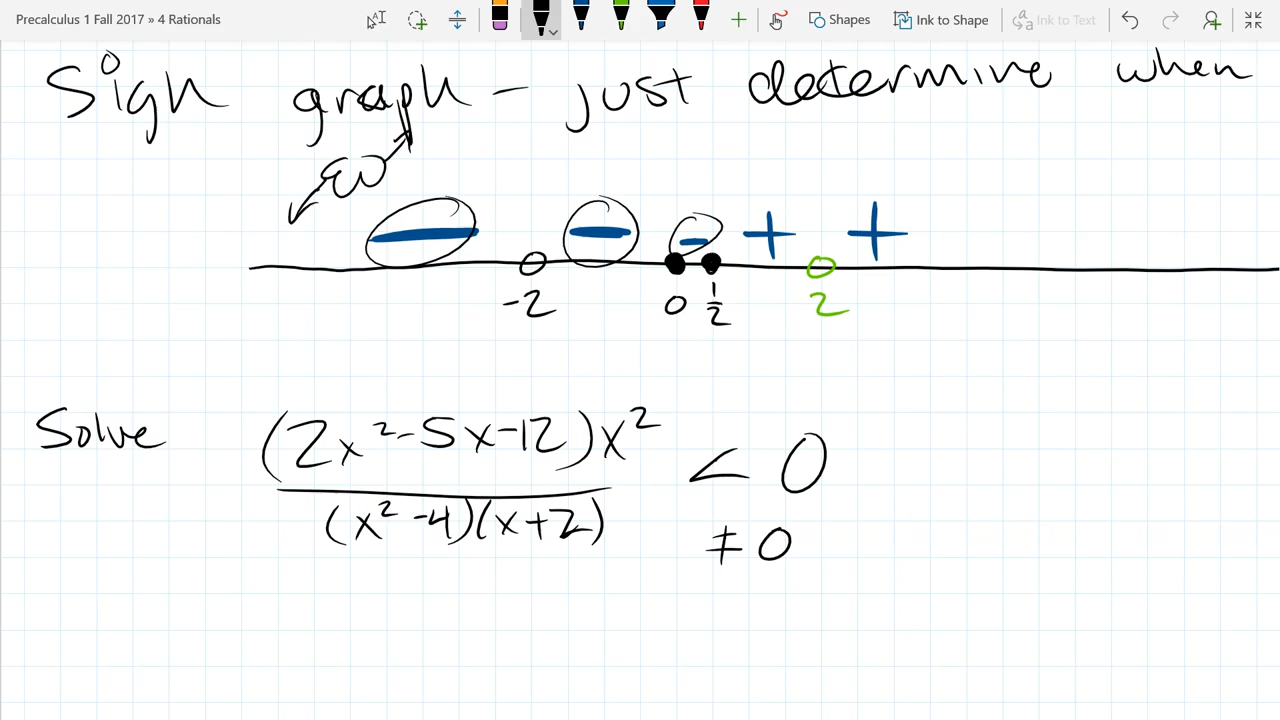 Precalculus 1 Fall 2017 » 4 Rationals
Shapes
Ink to Shape
Ink to Text
Sign graph – just determine when
− − − + +
-2 0 1/2 2
Solve (2x²-5x-12)x² / (x²-4)(x+2) < 0
≠ 0